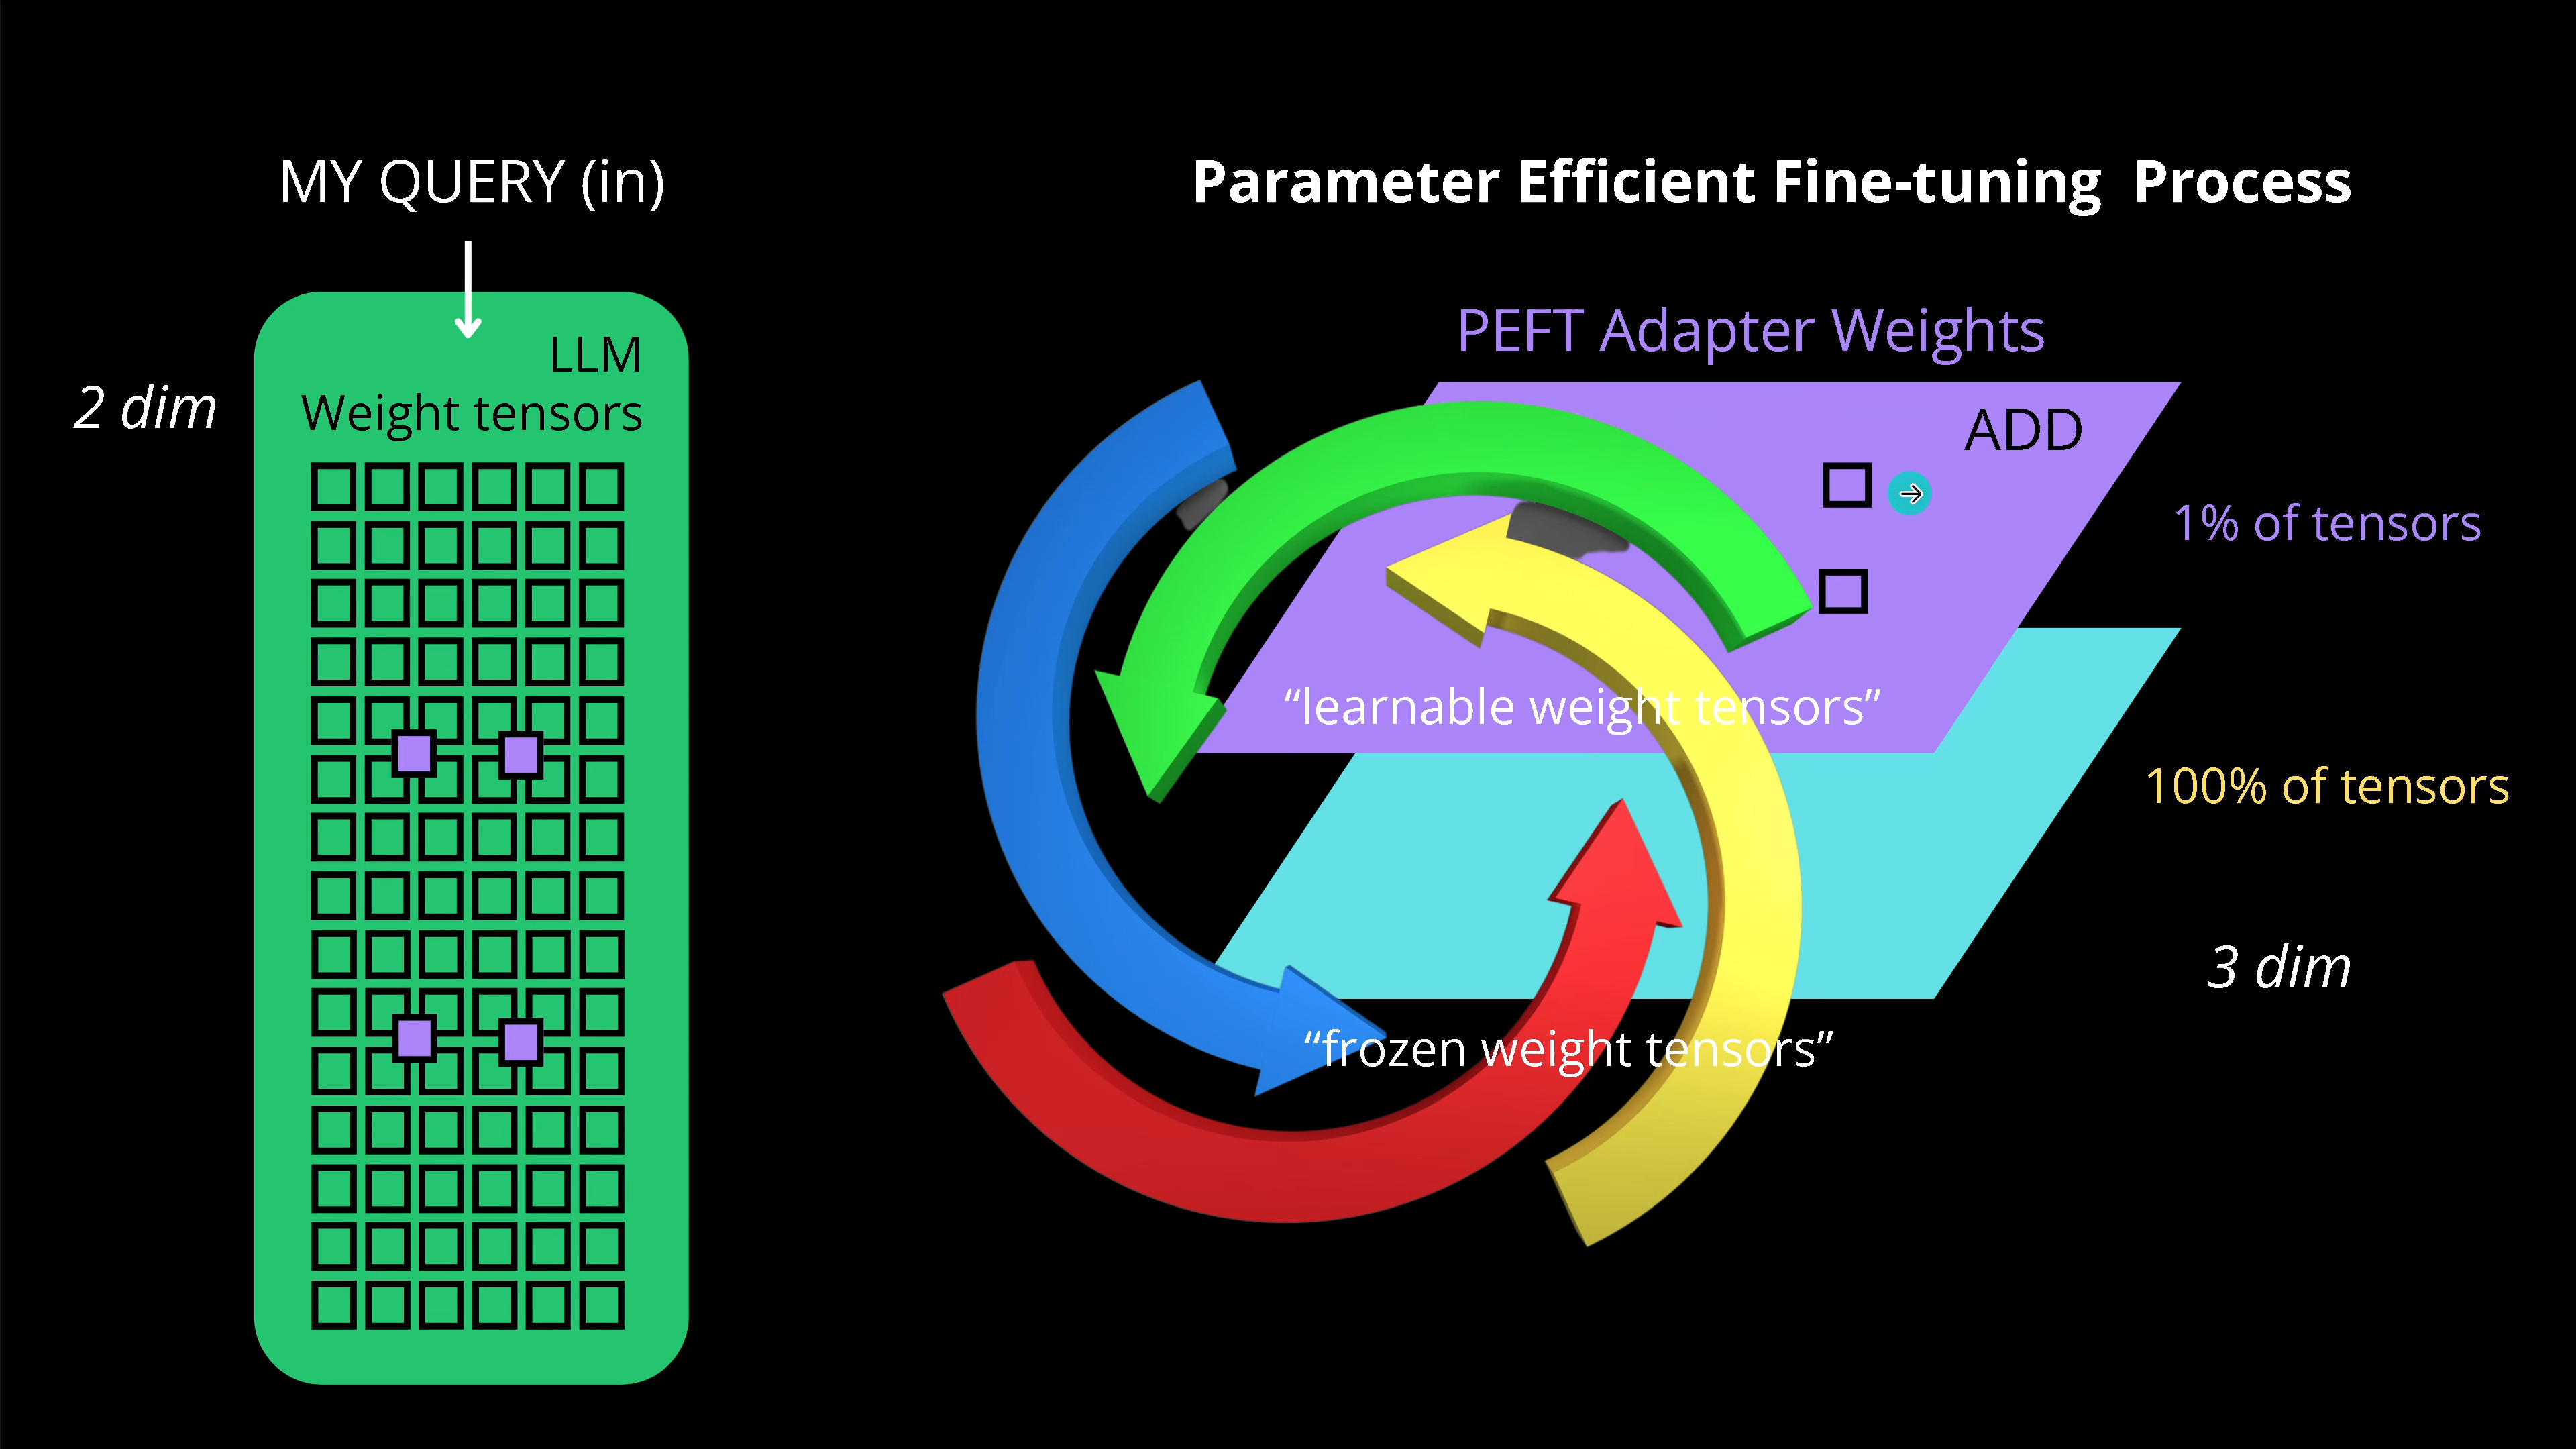 MY QUERY (in)
Parameter Efficient Fine-tuning Process
LLM
Weight tensors
2 dim
PEFT Adapter Weights
ADD
1% of tensors
“learnable weight tensors”
100% of tensors
3 dim
“frozen weight tensors”